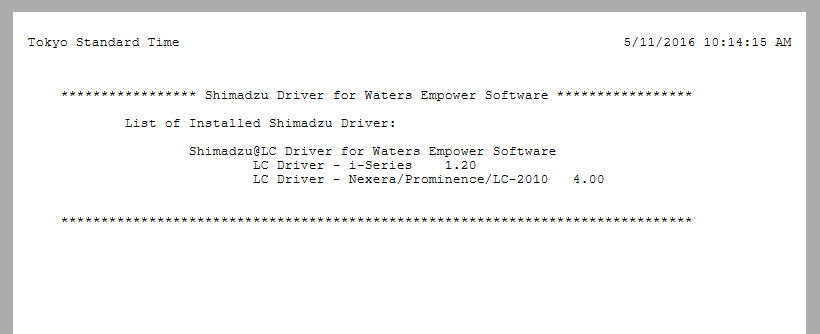 Tokyo Standard Time 5/11/2016 10:14:15 AM
***************** Shimadzu Driver for Waters Empower Software *****************
List of Installed Shimadzu Driver:
Shimadzu@LC Driver for Waters Empower Software
LC Driver - i-Series 1.20
LC Driver - Nexera/Prominence/LC-2010 4.00
*******************************************************************************